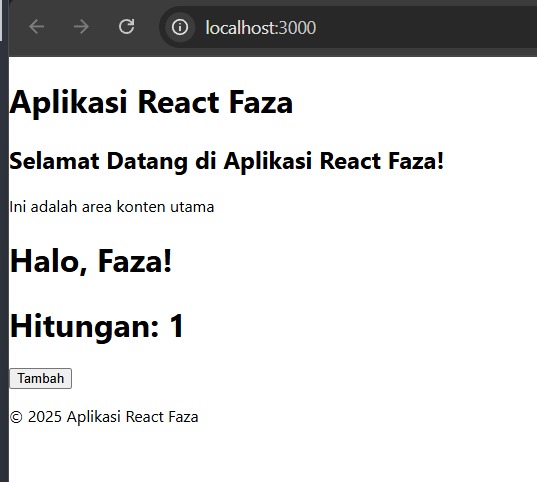 localhost:3000
Aplikasi React Faza
Selamat Datang di Aplikasi React Faza!
Ini adalah area konten utama
Halo, Faza!
Hitungan: 1
Tambah
© 2025 Aplikasi React Faza